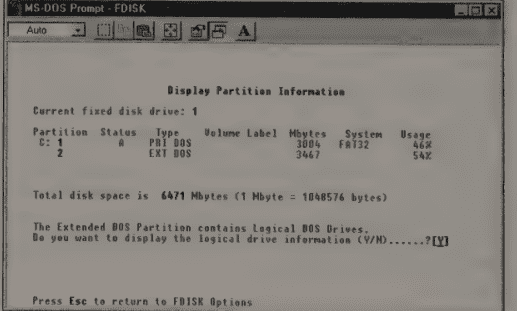 MS-DOS Prompt - FDISK
Auto
A
Display Partition Information
Current fixed disk drive: 1
Partition Status Type Volume Label Mbytes System Usage
C: 1 A PRI DOS 3004 FAT32 46%
2 EXT DOS 3467 54%
Total disk space is 6471 Mbytes (1 Mbyte = 1048576 bytes)
The Extended DOS Partition contains Logical DOS Drives.
Do you want to display the logical drive information (Y/N)......?[Y]
Press Esc to return to FDISK Options